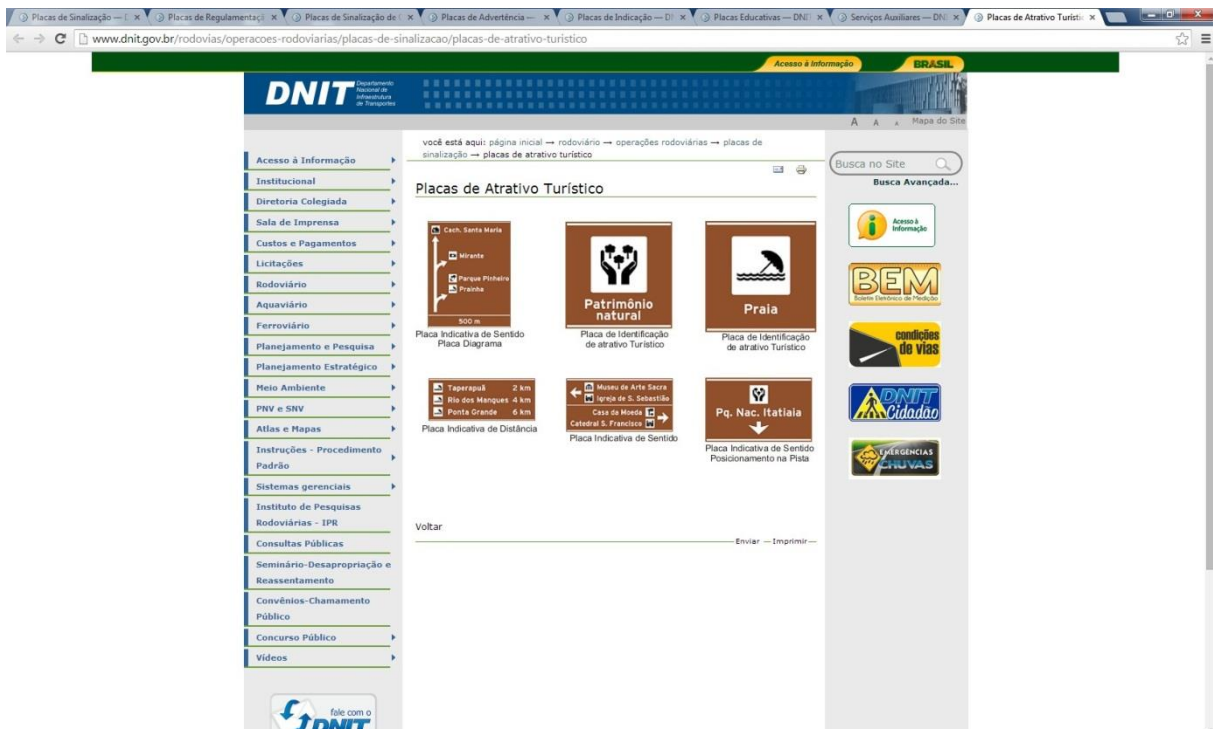 Placas de Sinalização — D
Placas de Regulamentaçã
Placas de Sinalização de
Placas de Advertência —
Placas de Indicação — D
Placas Educativas — DNI
Serviços Auxiliares — DN
Placas de Atrativo Turísti
www.dnit.gov.br/rodovias/operacoes-rodoviarias/placas-de-sinalizacao/placas-de-atrativo-turistico
Acesso à Informação
BRASIL
DNIT
Departamento
Nacional de
Infraestrutura
de Transportes
A A A Mapa do Site
você está aqui: página inicial → rodoviário → operações rodoviárias → placas de
sinalização → placas de atrativo turístico
Acesso à Informação
Institucional
Diretoria Colegiada
Sala de Imprensa
Custos e Pagamentos
Licitações
Rodoviário
Aquaviário
Ferroviário
Planejamento e Pesquisa
Planejamento Estratégico
Meio Ambiente
PNV e SNV
Atlas e Mapas
Instruções - Procedimento
Padrão
Sistemas gerenciais
Instituto de Pesquisas
Rodoviárias - IPR
Consultas Públicas
Seminário-Desapropriação e
Reassentamento
Convênios-Chamamento
Público
Concurso Público
Vídeos
fale com o
DNIT
Placas de Atrativo Turístico
Cach. Santa Maria
Mirante
Parque Pinheiro
Prainha
500 m
Placa Indicativa de Sentido
Placa Diagrama
Patrimônio
natural
Placa de Identificação
de atrativo Turístico
Praia
Placa de Identificação
de atrativo Turístico
Taperapuã 2 km
Rio dos Mangues 4 km
Ponta Grande 6 km
Placa Indicativa de Distância
Museu de Arte Sacra
Igreja de S. Sebastião
Casa da Moeda
Catedral S. Francisco
Placa Indicativa de Sentido
Pq. Nac. Itatiaia
Placa Indicativa de Sentido
Posicionamento na Pista
Voltar
Enviar — Imprimir —
Busca no Site
Busca Avançada...
Acesso à
Informação
BEM
Boletim Eletrônico de Medição
condições
de vias
DNIT
Cidadão
EMERGÊNCIAS
CHUVAS